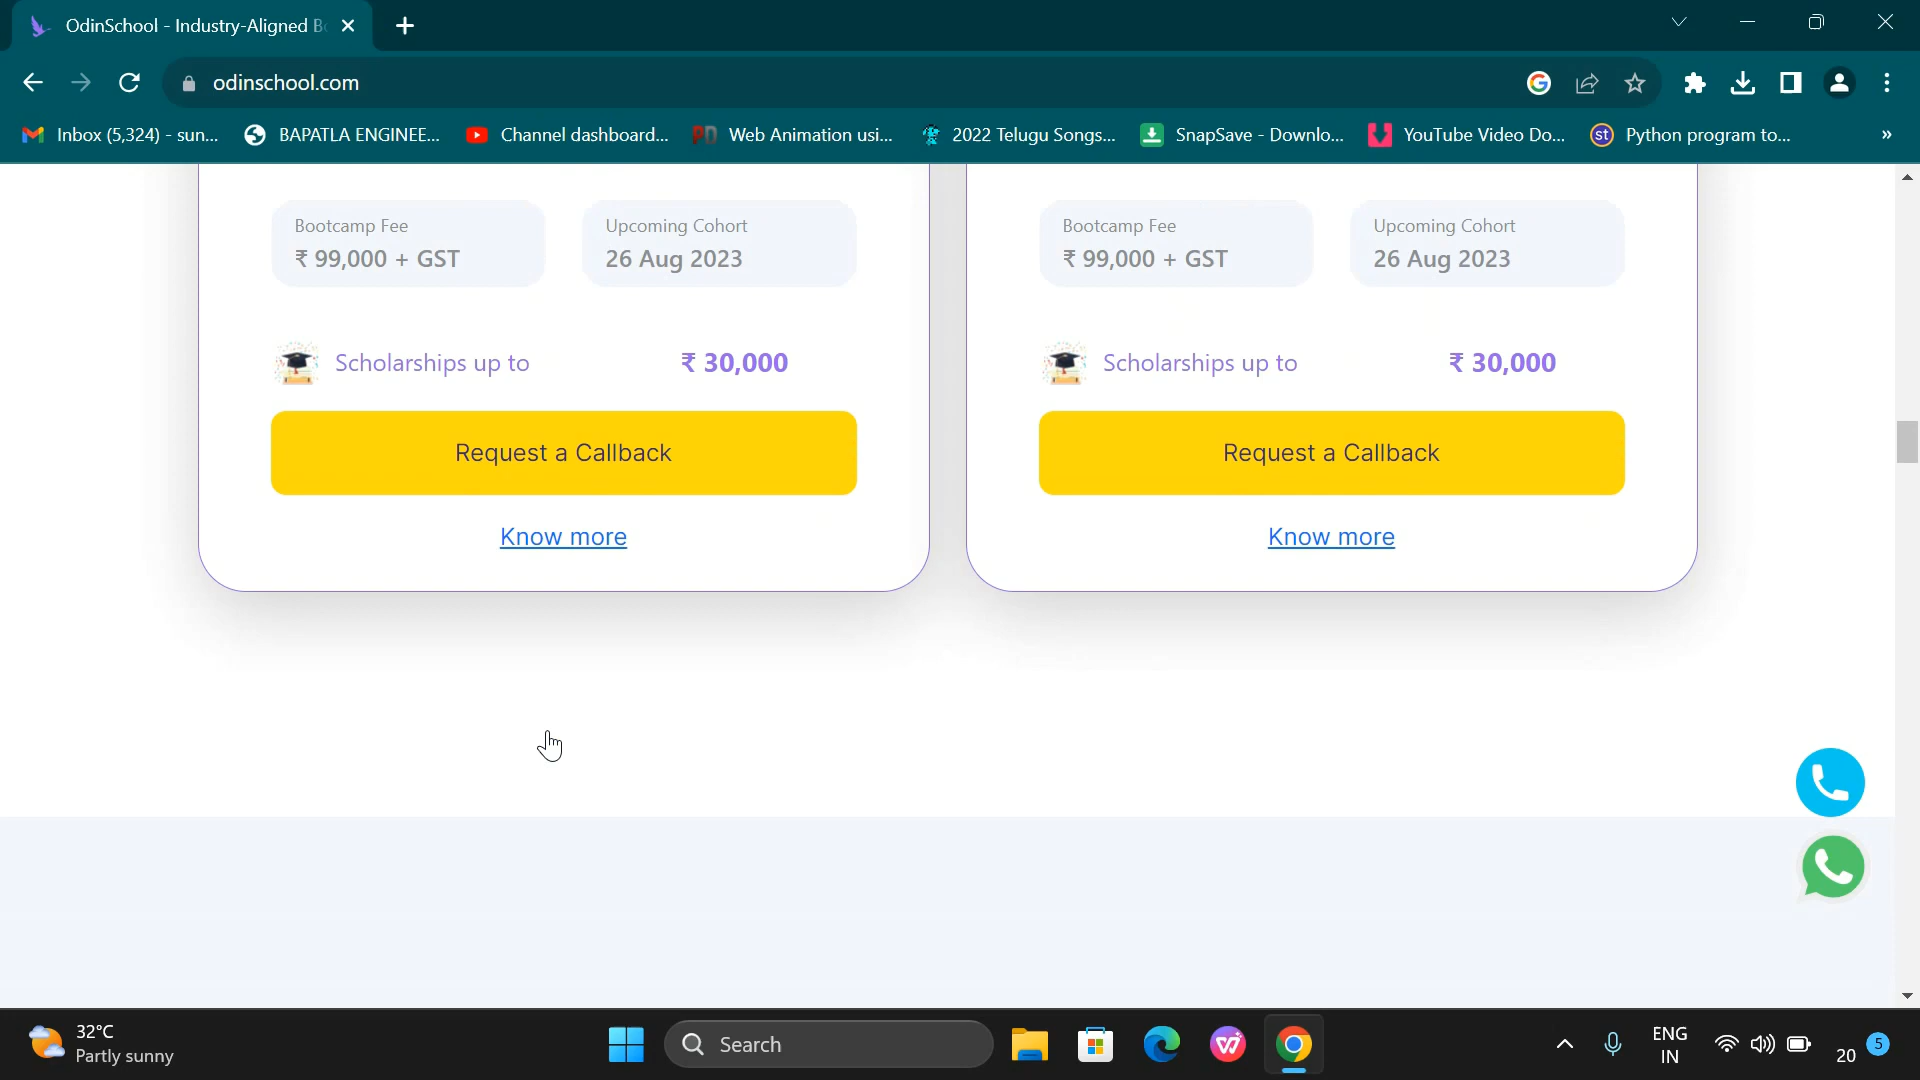 OdinSchool - Industry-Aligned B
odinschool.com
Inbox (5,324) - sun...
BAPATLA ENGINEE...
Channel dashboard...
Web Animation usi...
2022 Telugu Songs...
SnapSave - Downlo...
YouTube Video Do...
st
Python program to...
»
Bootcamp Fee
₹ 99,000 + GST
Upcoming Cohort
26 Aug 2023
Bootcamp Fee
₹ 99,000 + GST
Upcoming Cohort
26 Aug 2023
Scholarships up to
₹ 30,000
Scholarships up to
₹ 30,000
Request a Callback
Request a Callback
Know more
Know more
32°C
Partly sunny
Search
ENG
IN
20
5